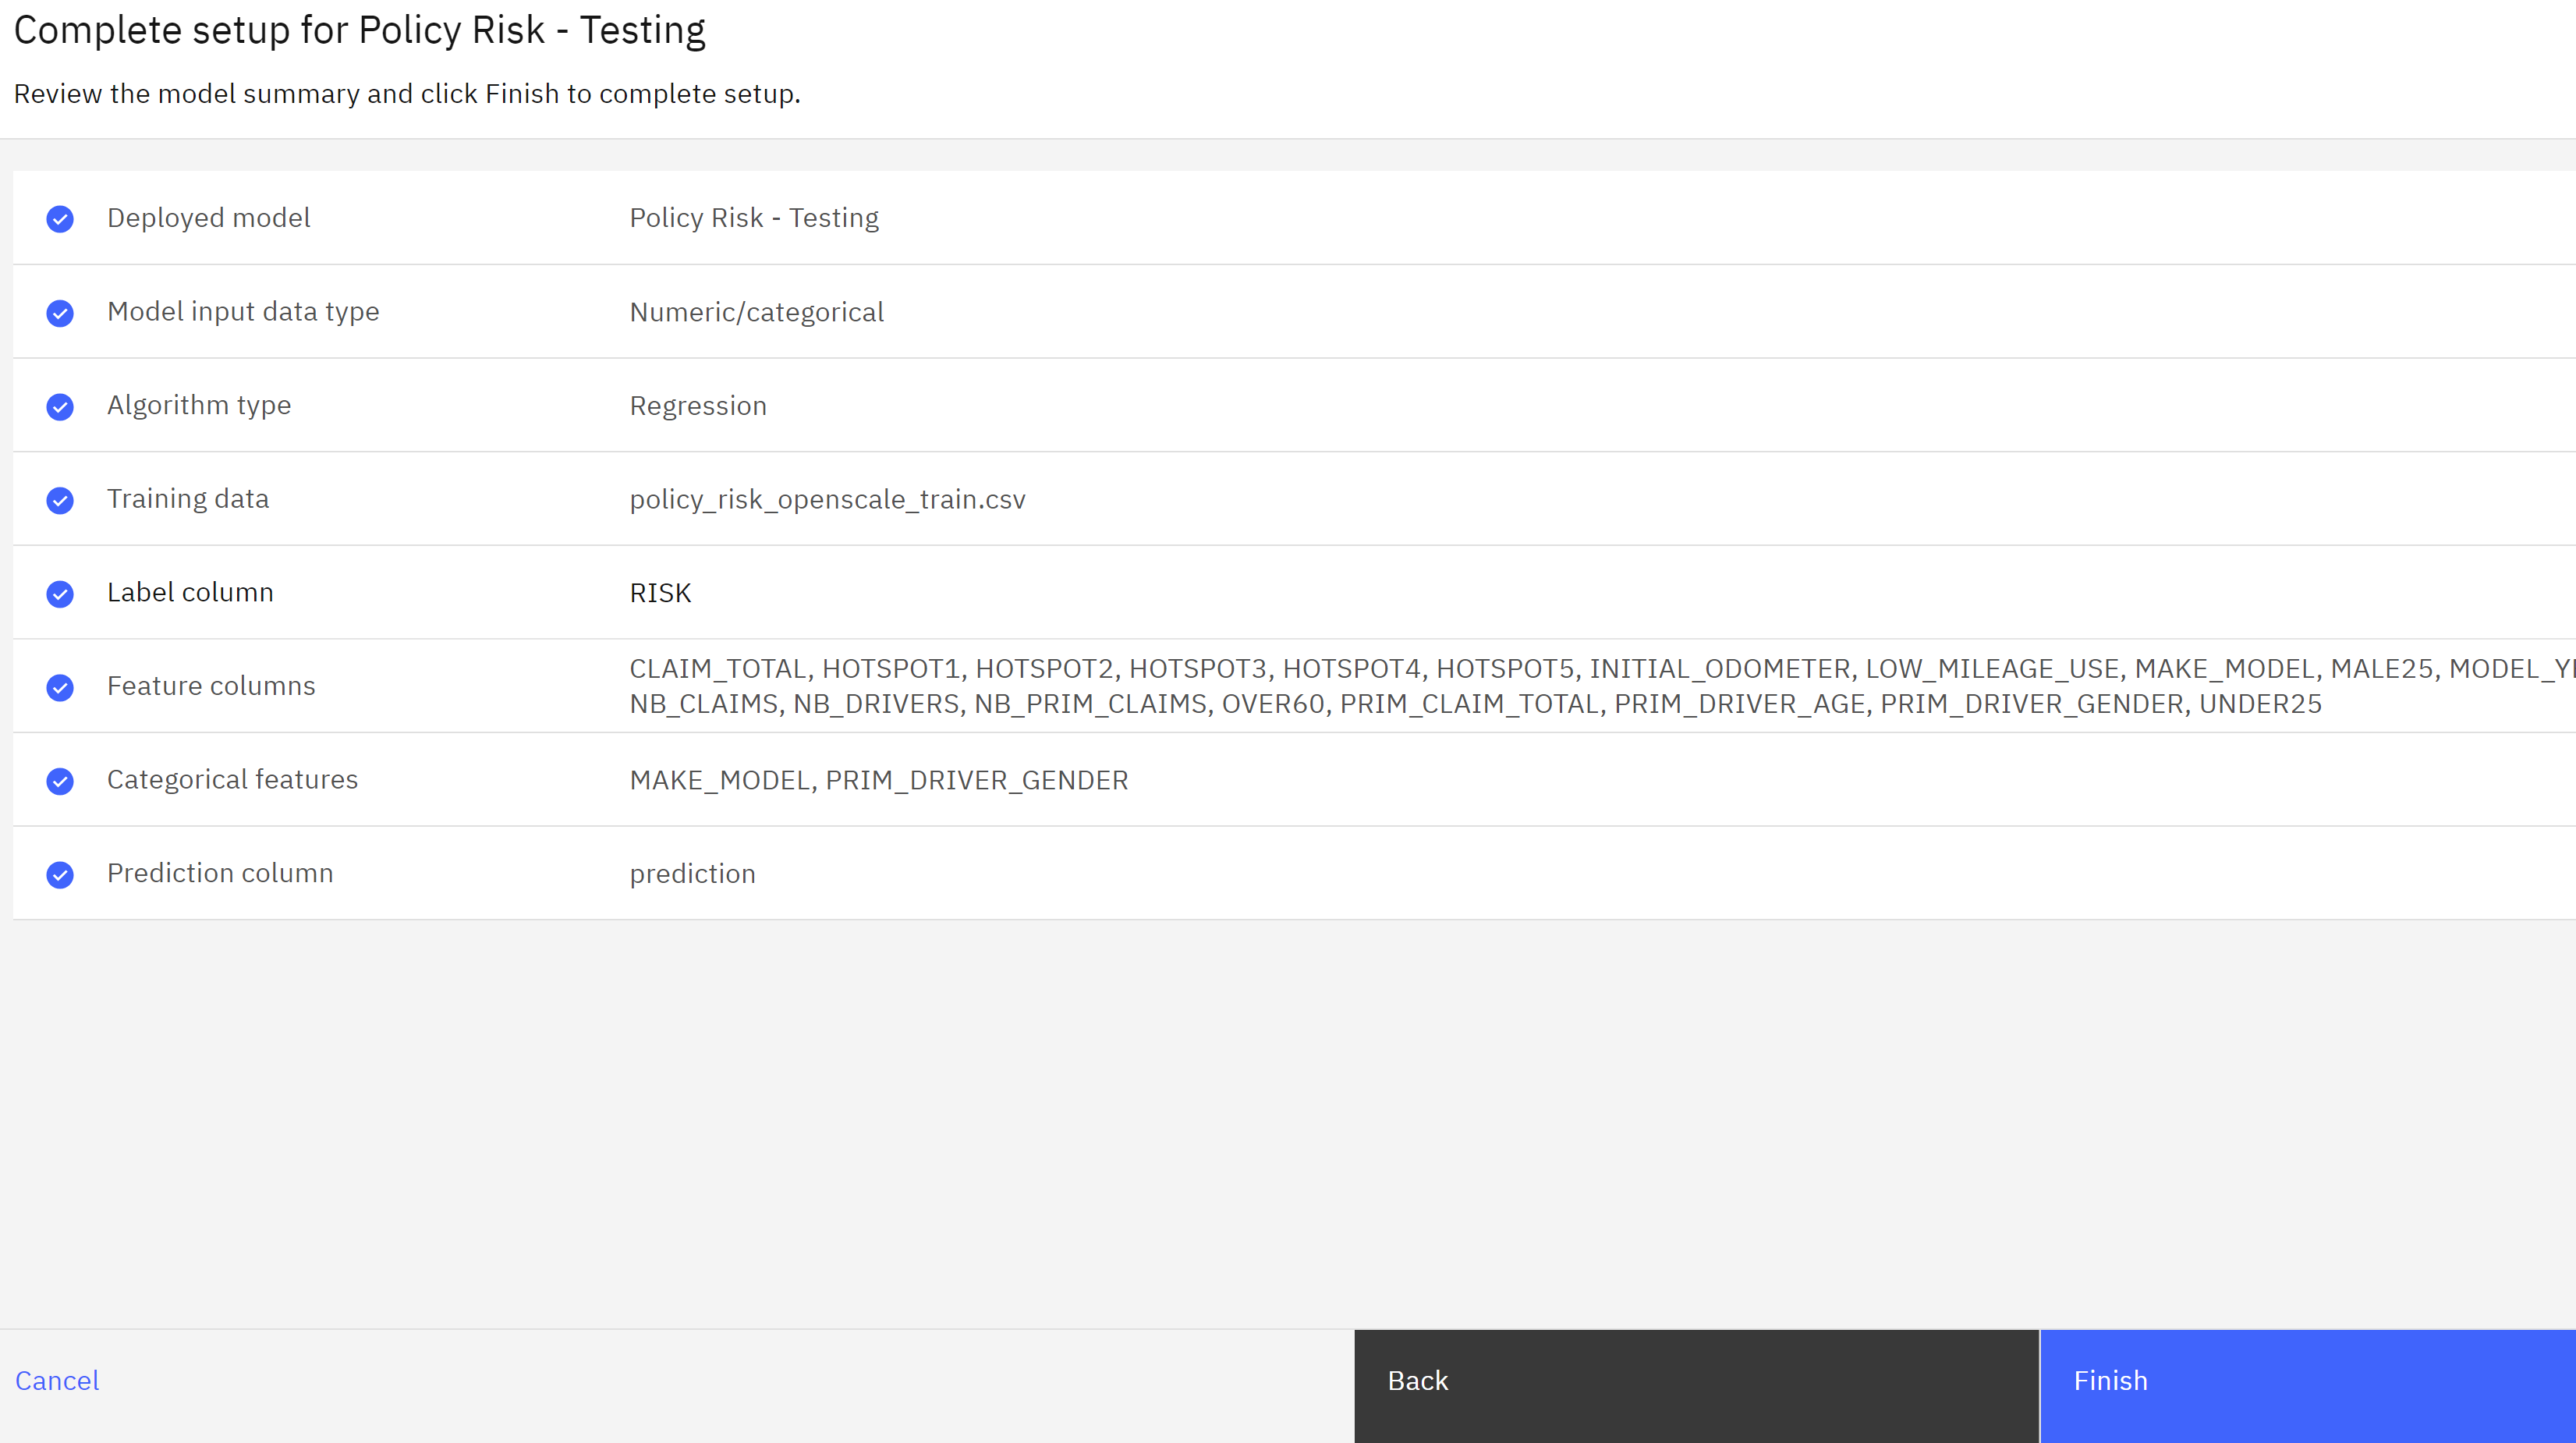 Complete setup for Policy Risk - Testing
Review the model summary and click Finish to complete setup.
Deployed model Policy Risk - Testing
Model input data type Numeric/categorical
Algorithm type Regression
Training data policy_risk_openscale_train.csv
Label column RISK
Feature columns CLAIM_TOTAL, HOTSPOT1, HOTSPOT2, HOTSPOT3, HOTSPOT4, HOTSPOT5, INITIAL_ODOMETER, LOW_MILEAGE_USE, MAKE_MODEL, MALE25,
NB_CLAIMS, NB_DRIVERS, NB_PRIM_CLAIMS, OVER60, PRIM_CLAIM_TOTAL, PRIM_DRIVER_AGE, PRIM_DRIVER_GENDER, UNDER25
Categorical features MAKE_MODEL, PRIM_DRIVER_GENDER
Prediction column prediction
Cancel Back Finish